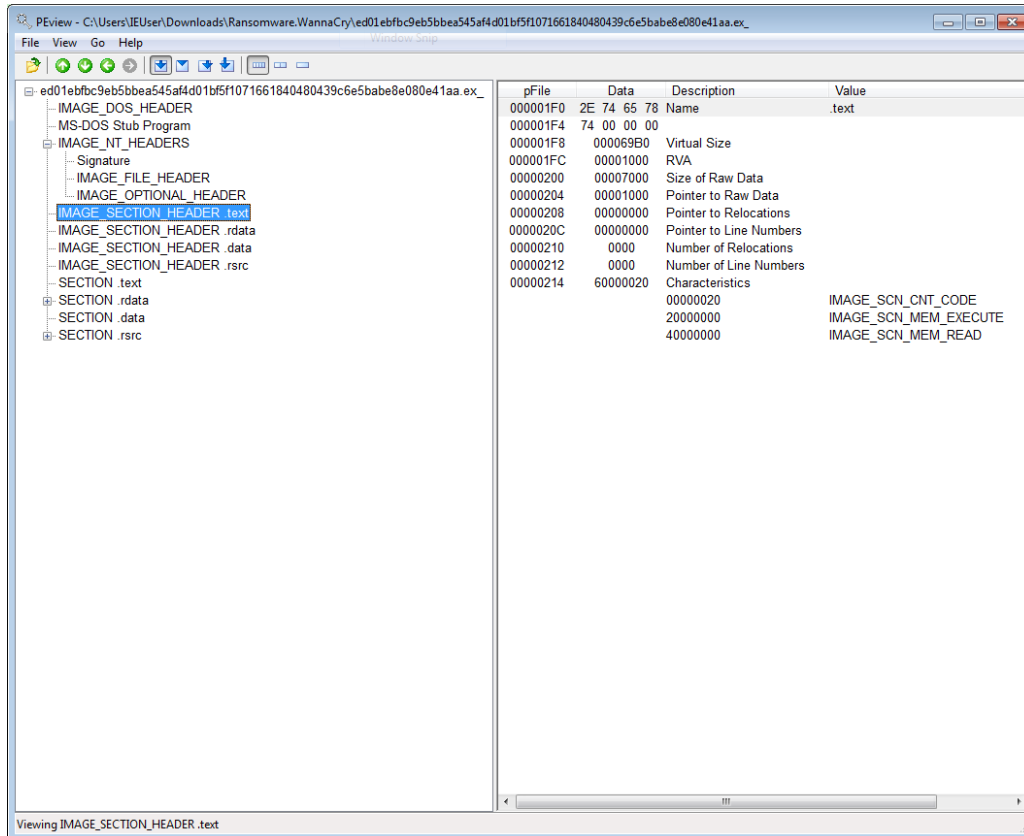 PEview - C:\Users\IEUser\Downloads\Ransomware.WannaCry\ed01ebfbc9eb5bbea545af4d01bf5f1071661840480439c6e5babe8e080e41aa.ex_
Window Snip
File View Go Help
ed01ebfbc9eb5bbea545af4d01bf5f1071661840480439c6e5babe8e080e41aa.ex_
IMAGE_DOS_HEADER
MS-DOS Stub Program
IMAGE_NT_HEADERS
Signature
IMAGE_FILE_HEADER
IMAGE_OPTIONAL_HEADER
IMAGE_SECTION_HEADER .text
IMAGE_SECTION_HEADER .rdata
IMAGE_SECTION_HEADER .data
IMAGE_SECTION_HEADER .rsrc
SECTION .text
SECTION .rdata
SECTION .data
SECTION .rsrc
pFile Data Description Value
000001F0 2E 74 65 78 Name .text
000001F4 74 00 00 00
000001F8 000069B0 Virtual Size
000001FC 00001000 RVA
00000200 00007000 Size of Raw Data
00000204 00001000 Pointer to Raw Data
00000208 00000000 Pointer to Relocations
0000020C 00000000 Pointer to Line Numbers
00000210 0000 Number of Relocations
00000212 0000 Number of Line Numbers
00000214 60000020 Characteristics
00000020 IMAGE_SCN_CNT_CODE
20000000 IMAGE_SCN_MEM_EXECUTE
40000000 IMAGE_SCN_MEM_READ
Viewing IMAGE_SECTION_HEADER .text